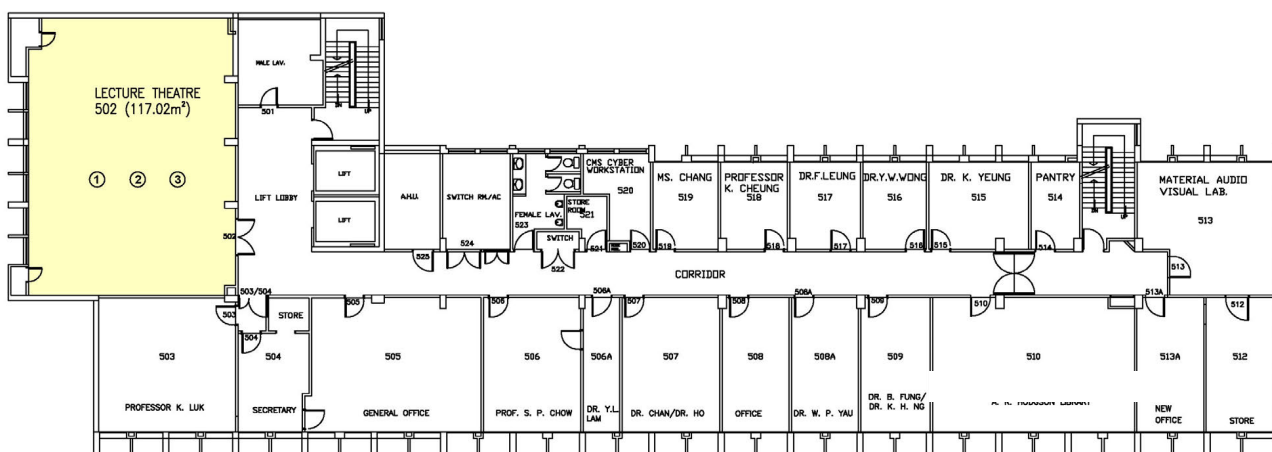 MALE LAV.
501
DN
UP
LECTURE THEATRE
502 (117.02m²)
1 2 3
LIFT LOBBY
LIFT
LIFT
502
A.H.U.
525
SWITCH RM/AC
524
FEMALE LAV.
523
SWITCH
522
CMS CYBER
WORKSTATION
520
STORE
ROOM
521
521
520
MS. CHANG
519
519
PROFESSOR
K. CHEUNG
518
518
DR.F.LEUNG
517
517
DR.Y.W.WONG
516
516
DR. K. YEUNG
515
515
PANTRY
514
514
DN
UP
MATERIAL AUDIO
VISUAL LAB.
513
513
CORRIDOR
503/504
503
504
STORE
505
506
506A
507
508
508A
509
510
513A
512
503
PROFESSOR K. LUK
504
SECRETARY
505
GENERAL OFFICE
506
PROF. S. P. CHOW
506A
DR. Y.L.
LAM
507
DR. CHAN/DR. HO
508
OFFICE
508A
DR. W. P. YAU
509
DR. B. FUNG/
DR. K. H. NG
510
513A
NEW
OFFICE
512
STORE